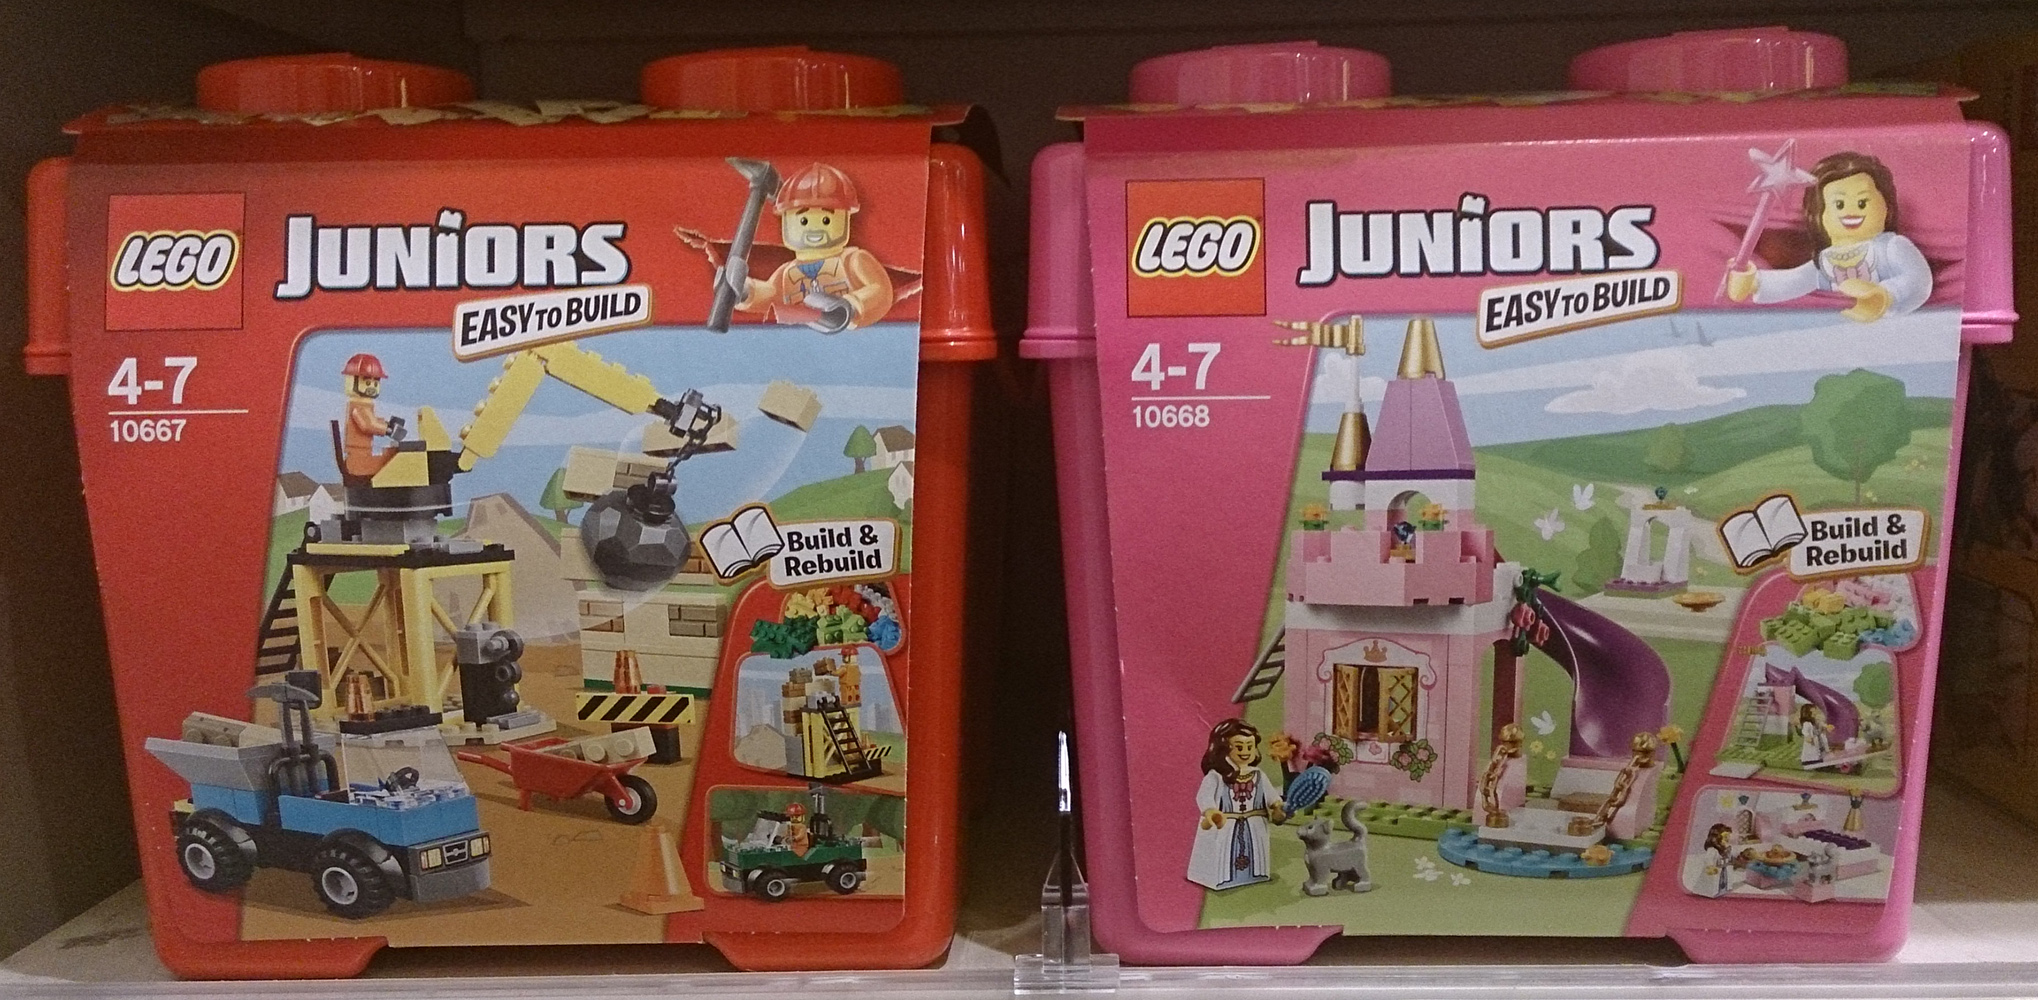 LEGO
JUNIORS
EASY TO BUILD
4-7
10667
Build &
Rebuild
LEGO
JUNIORS
EASY TO BUILD
4-7
10668
Build &
Rebuild